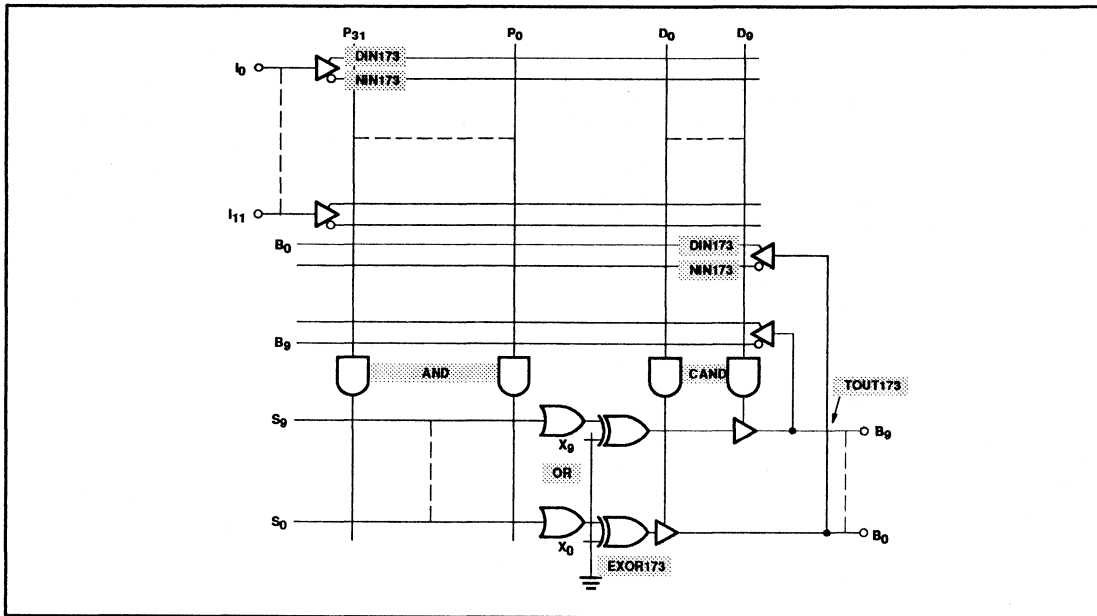 P31 P0 D0 D9
DIN173
I0
NIN173
I11
B0 DIN173
NIN173
B9
AND CAND
TOUT173
S9
X9 B9
OR
S0
X0 B0
EXOR173